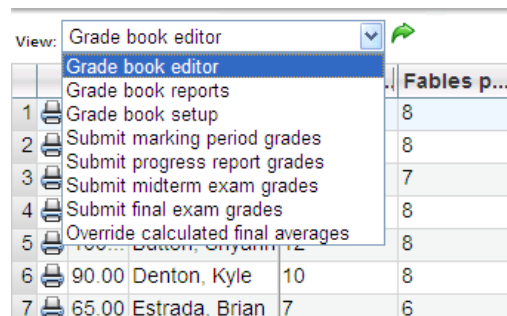 View: Grade book editor
Grade book editor
Grade book reports
Grade book setup
Submit marking period grades
Submit progress report grades
Submit midterm exam grades
Submit final exam grades
Override calculated final averages
Fables p...
1 8
2 8
3 7
4 8
5 100... Button, 12 8
6 90.00 Denton, Kyle 10 8
7 65.00 Estrada, Brian 7 6